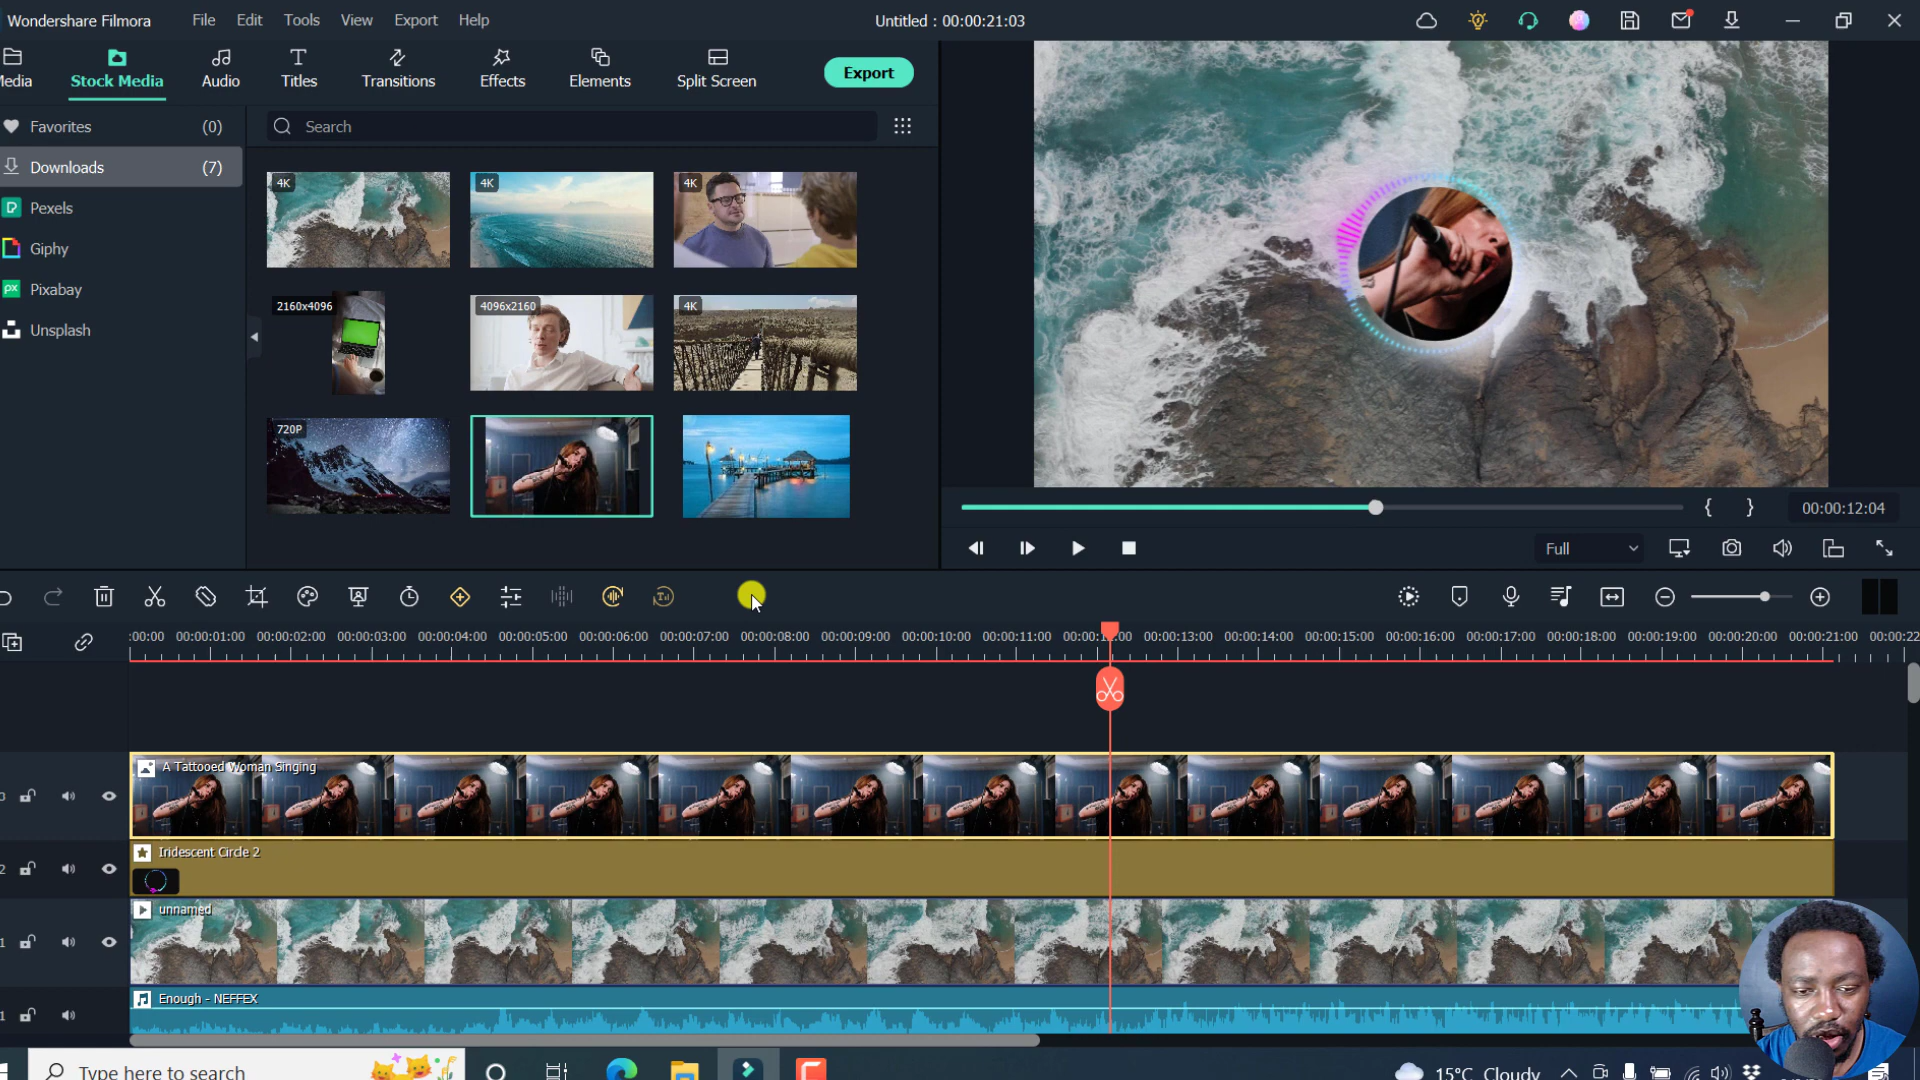 Wondershare Filmora File Edit Tools View Export Help Untitled : 00:00:21:03
Media Stock Media Audio Titles Transitions Effects Elements Split Screen Export
Favorites (0)
Search
Downloads (7)
Pexels
Giphy
Pixabay
Unsplash
4K 4K 4K
2160x4096 4096x2160 4K
720P
00:00:12:04
Full
:00:00 00:00:01:00 00:00:02:00 00:00:03:00 00:00:04:00 00:00:05:00 00:00:06:00 00:00:07:00 00:00:08:00 00:00:09:00 00:00:10:00 00:00:11:00 00:00:12:00 00:00:13:00 00:00:14:00 00:00:15:00 00:00:16:00 00:00:17:00 00:00:18:00 00:00:19:00 00:00:20:00 00:00:21:00 00:00:22
A Tattooed Woman Singing
Iridescent Circle 2
2
unnamed
1
Enough - NEFFEX
1
Type here to search
15°C Cloudy